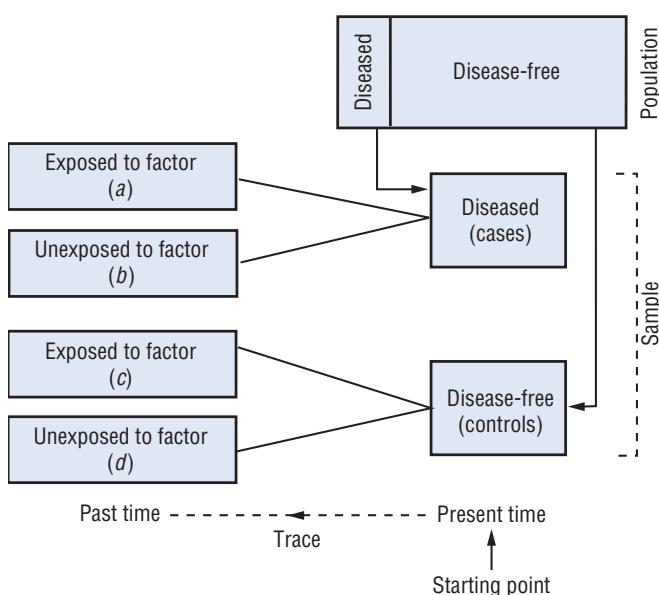 Diseased
Disease-free
Population
Exposed to factor
(a)
Unexposed to factor
(b)
Diseased
(cases)
Sample
Exposed to factor
(c)
Unexposed to factor
(d)
Disease-free
(controls)
Past time
Present time
Trace
Starting point